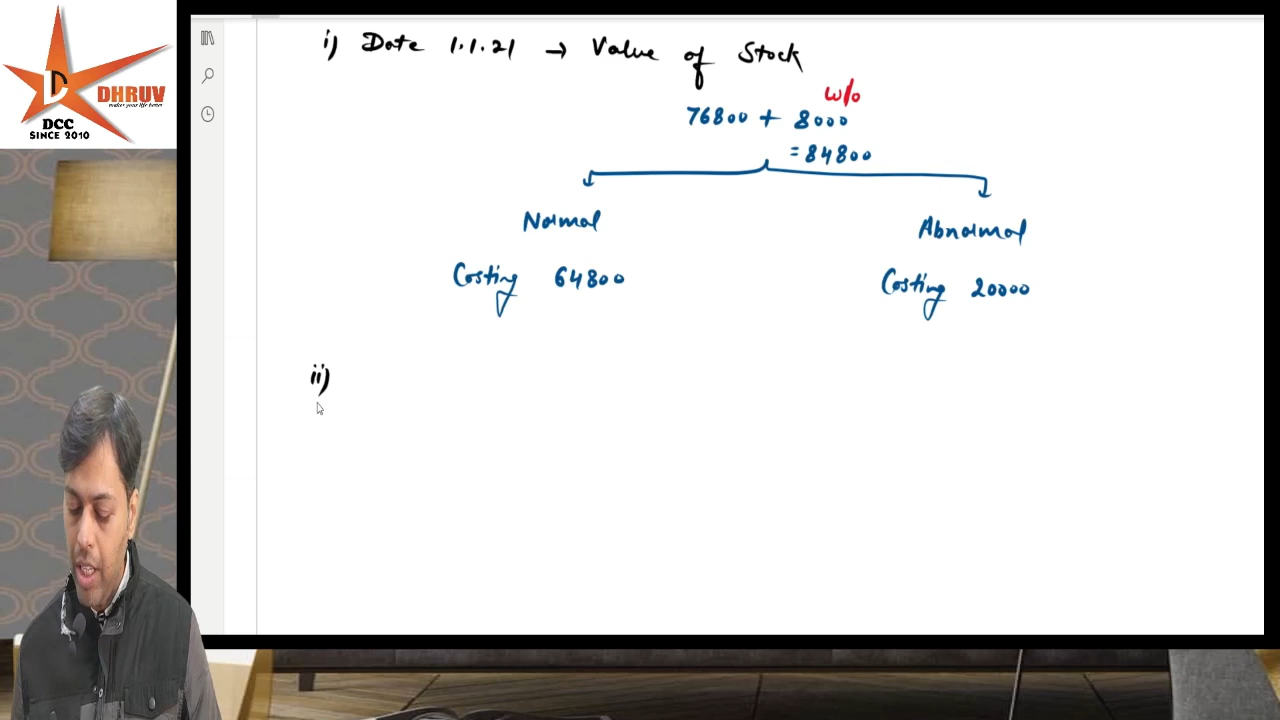 D
DHRUV
make your life better
DCC
SINCE 2010
i) Date 1.1.21 → Value of Stock
w/o
76800 + 8000
= 84800
Normal Abnormal
Costing 64800 Costing 20000
ii)